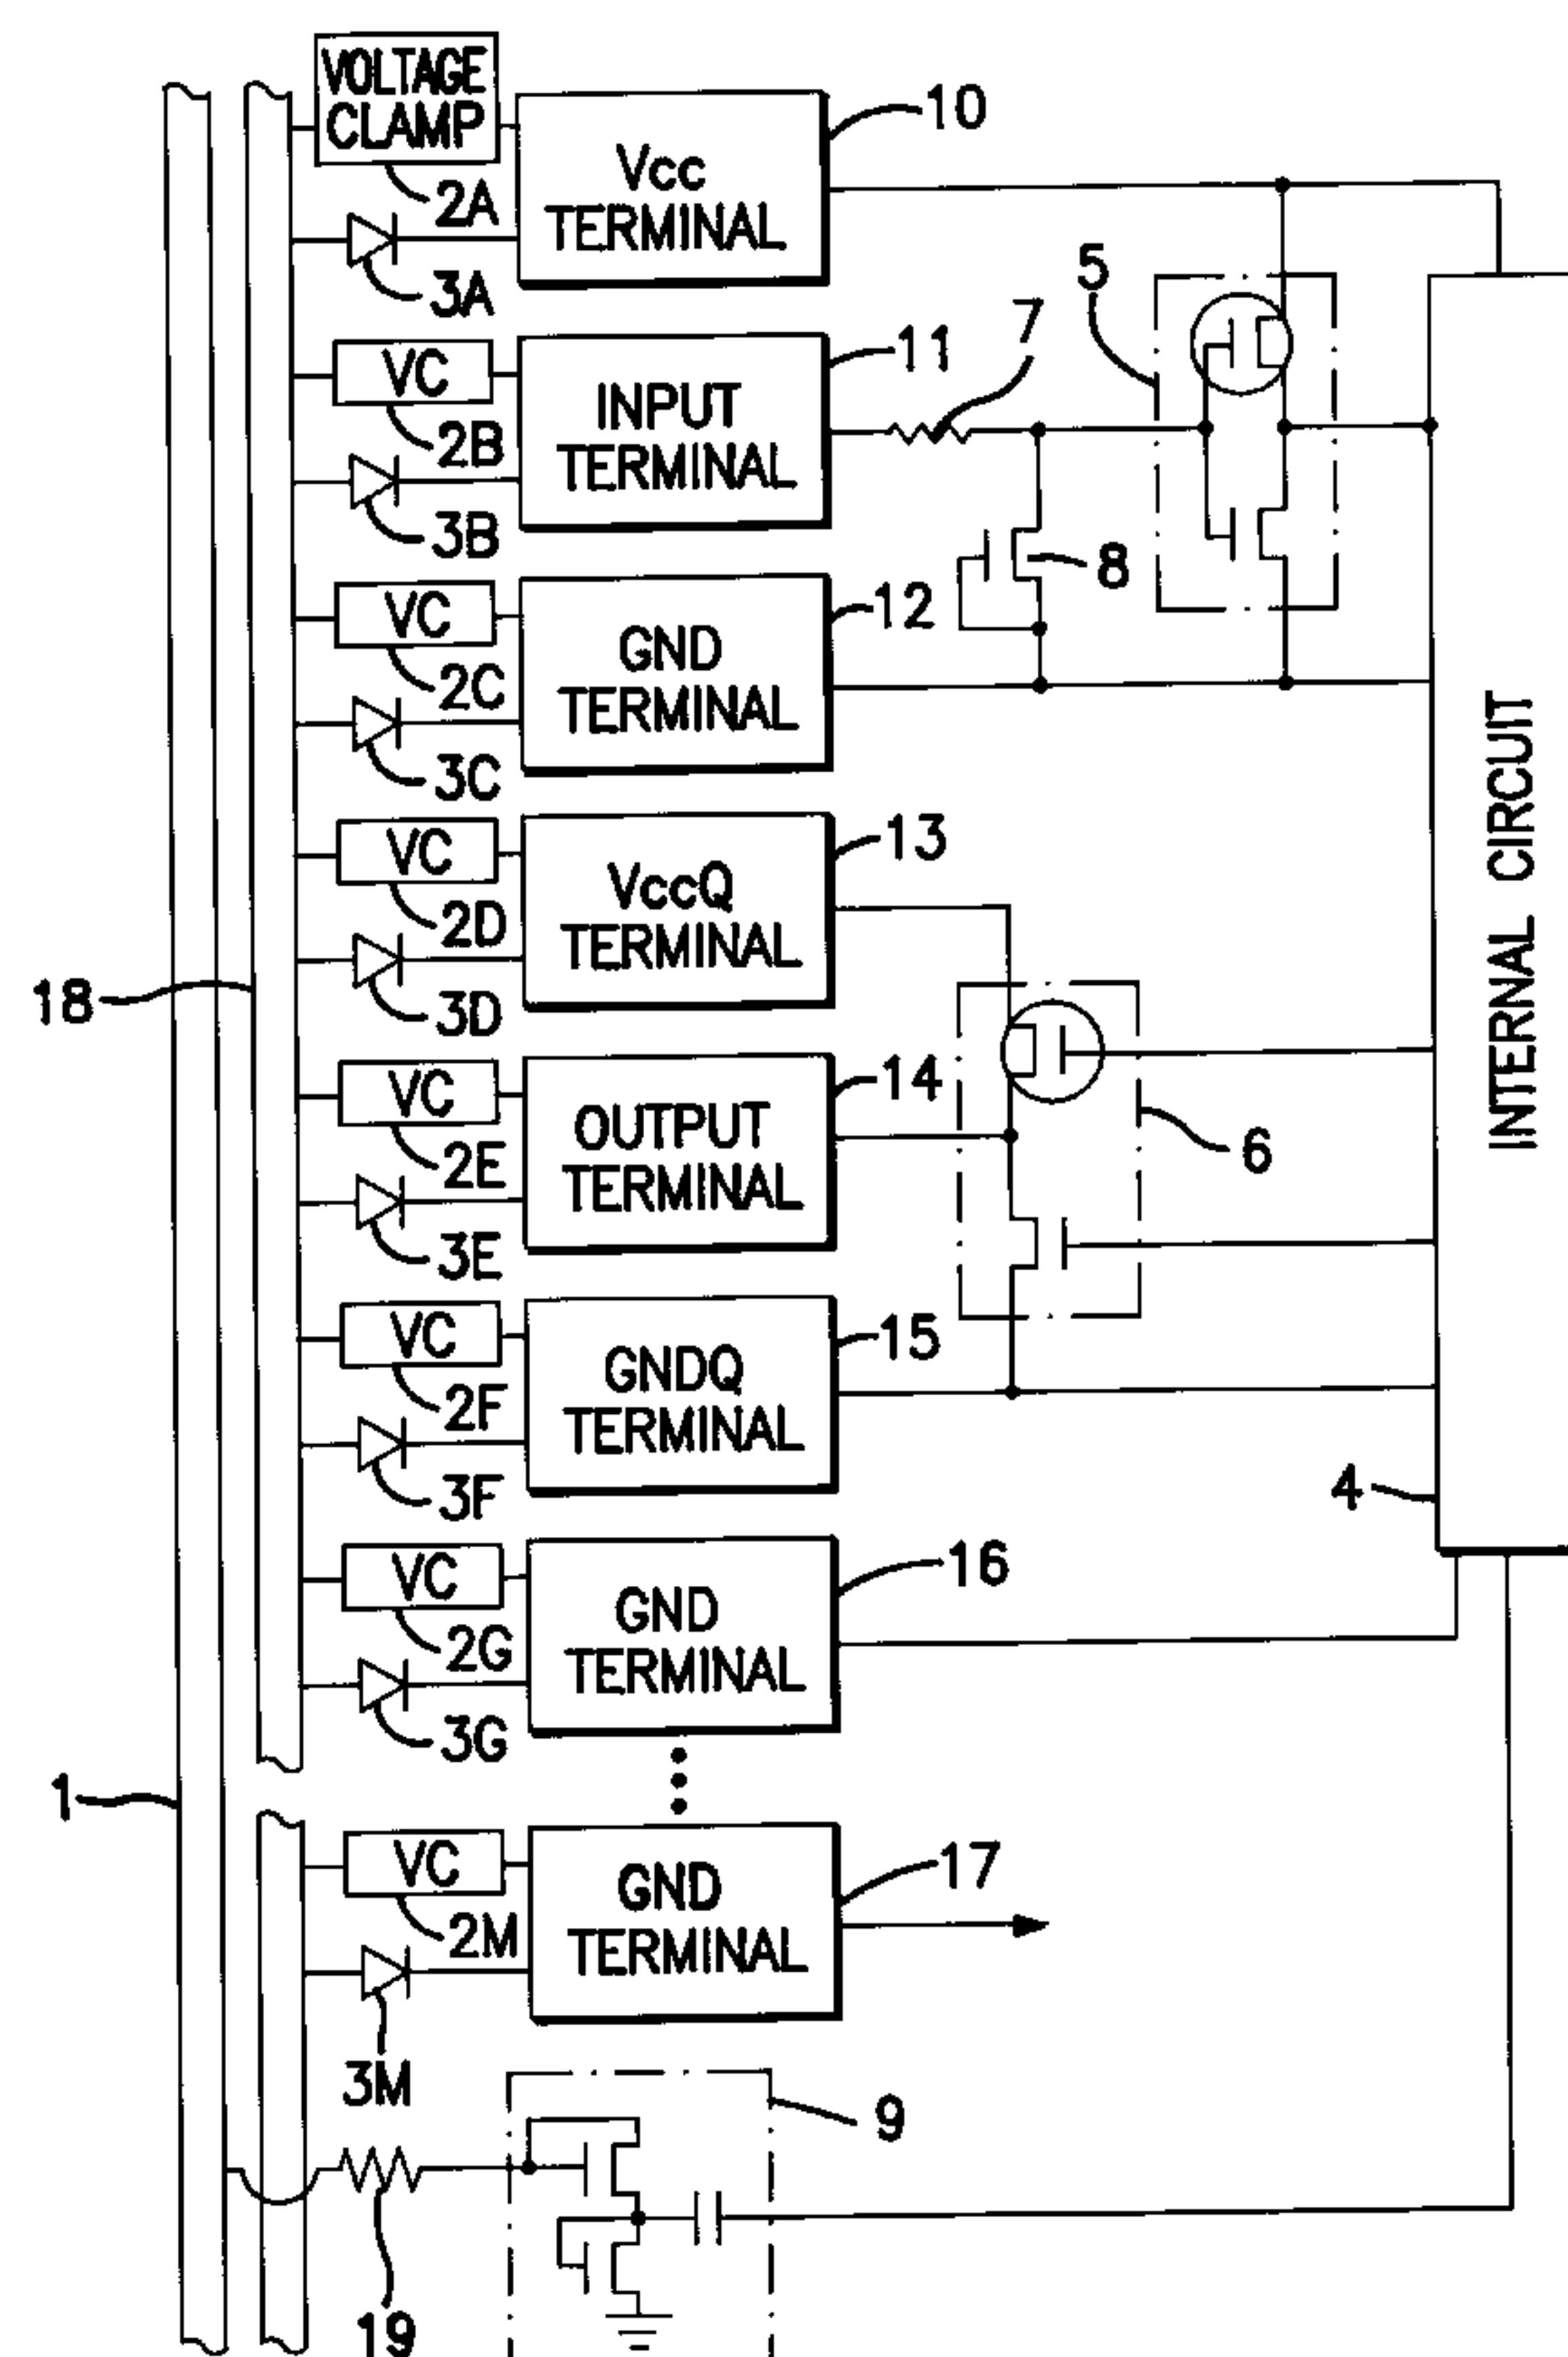 VOLTAGE
CLAMP
2A
3A
Vcc
TERMINAL
10
VC
2B
3B
INPUT
TERMINAL
11
7
5
8
VC
2C
3C
GND
TERMINAL
12
VC
2D
3D
VccQ
TERMINAL
13
18
VC
2E
3E
OUTPUT
TERMINAL
14
6
INTERNAL CIRCUIT
VC
2F
3F
GNDQ
TERMINAL
15
4
VC
2G
3G
GND
TERMINAL
16
1
VC
2M
3M
GND
TERMINAL
17
9
19